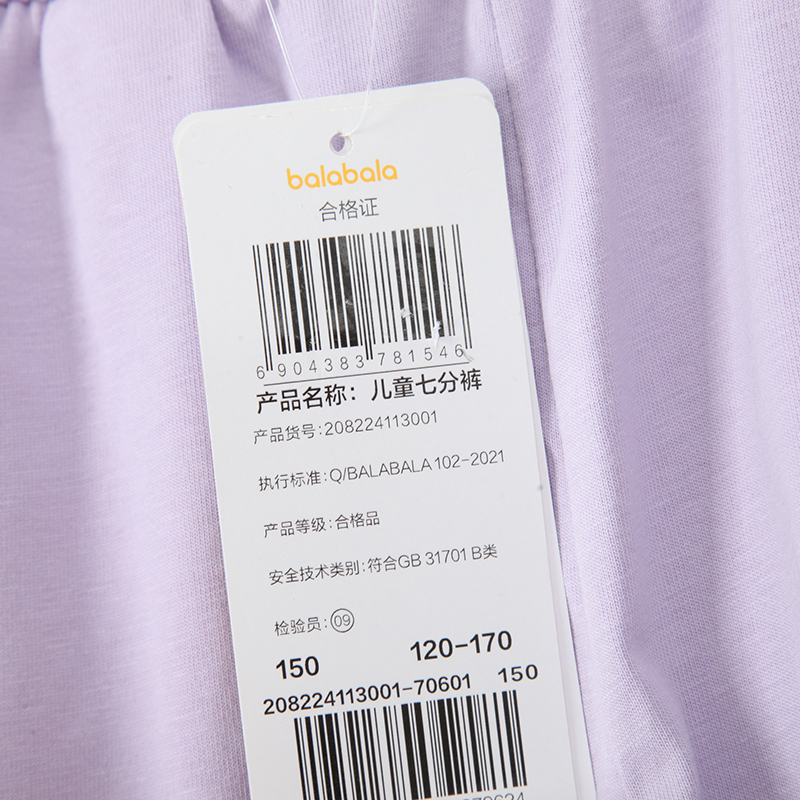 balabala
合格证
6 904383 781546
产品名称：儿童七分裤
产品货号:208224113001
执行标准:Q/BALABALA 102-2021
产品等级:合格品
安全技术类别:符合GB 31701 B类
检验员:09
150 120-170
208224113001-70601 150